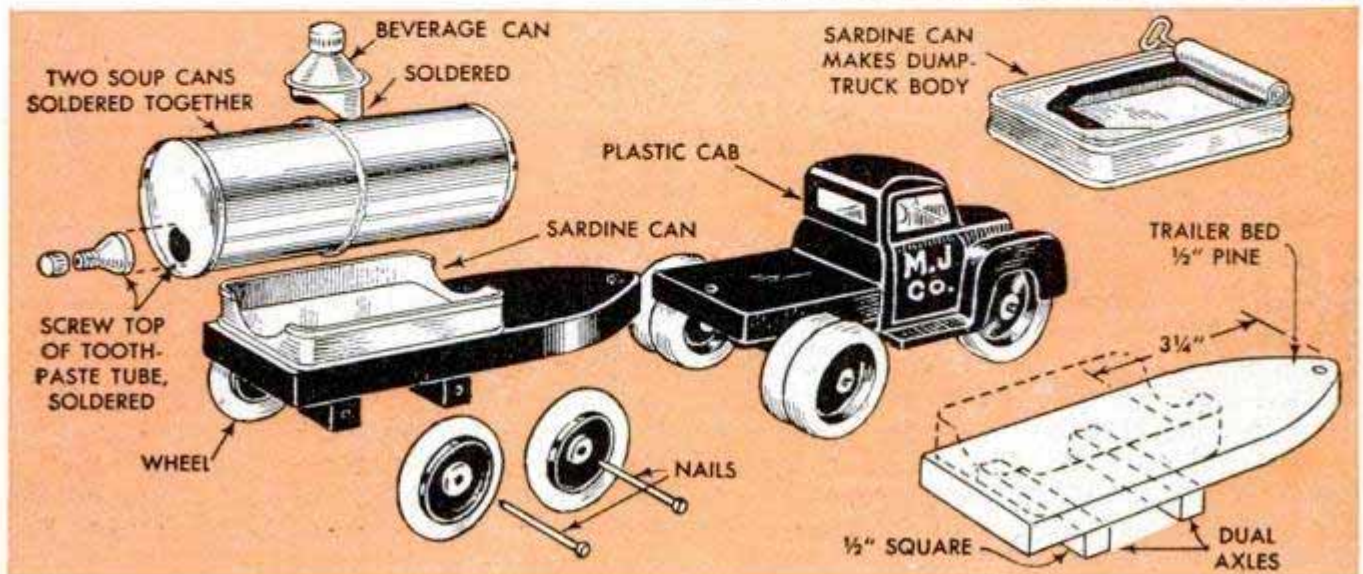 BEVERAGE CAN
SOLDERED
TWO SOUP CANS
SOLDERED TOGETHER
SARDINE CAN
MAKES DUMP-
TRUCK BODY
PLASTIC CAB
SARDINE CAN
M.J
CO.
TRAILER BED
½" PINE
3¼"
SCREW TOP
OF TOOTH-
PASTE TUBE,
SOLDERED
WHEEL
NAILS
½" SQUARE
DUAL
AXLES